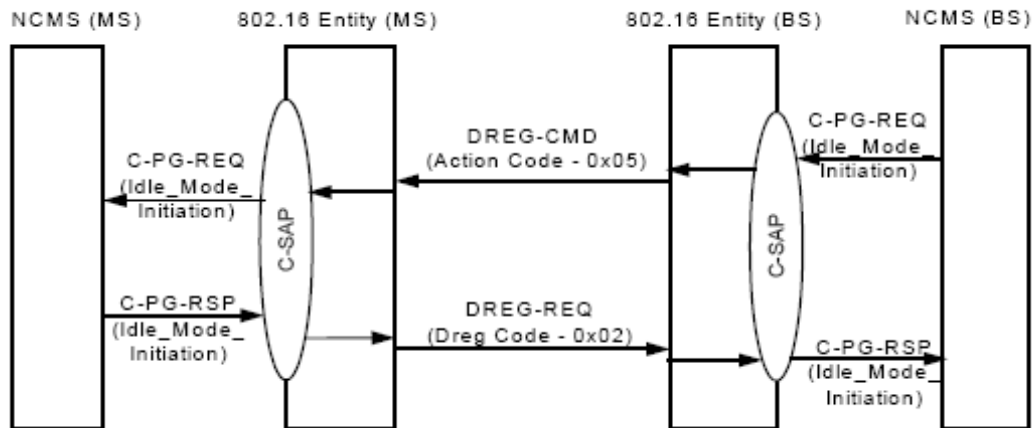 NCMS (MS)
802.16 Entity (MS)
802.16 Entity (BS)
NCMS (BS)
C-PG-REQ
(Idle_Mode_
Initiation)
DREG-CMD
(Action Code - 0x05)
C-PG-REQ
(Idle_Mode_
Initiation)
C-SAP
C-SAP
C-PG-RSP
(Idle_Mode_
Initiation)
DREG-REQ
(Dreg Code - 0x02)
C-PG-RSP
(Idle_Mode_
Initiation)